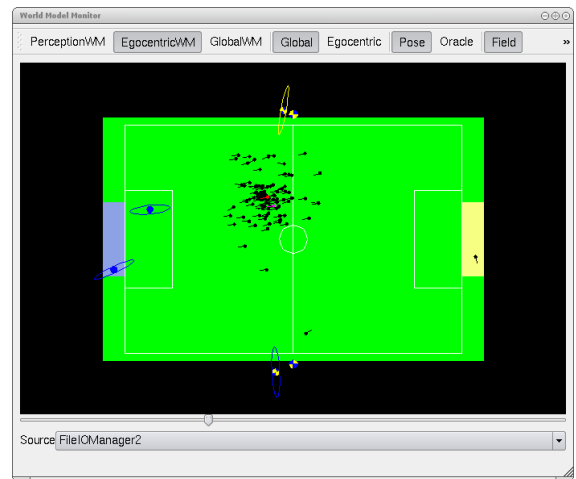 World Model Monitor
PerceptionWM EgocentricWM GlobalWM Global Egocentric Pose Oracle Field »
Source FileIOManager2